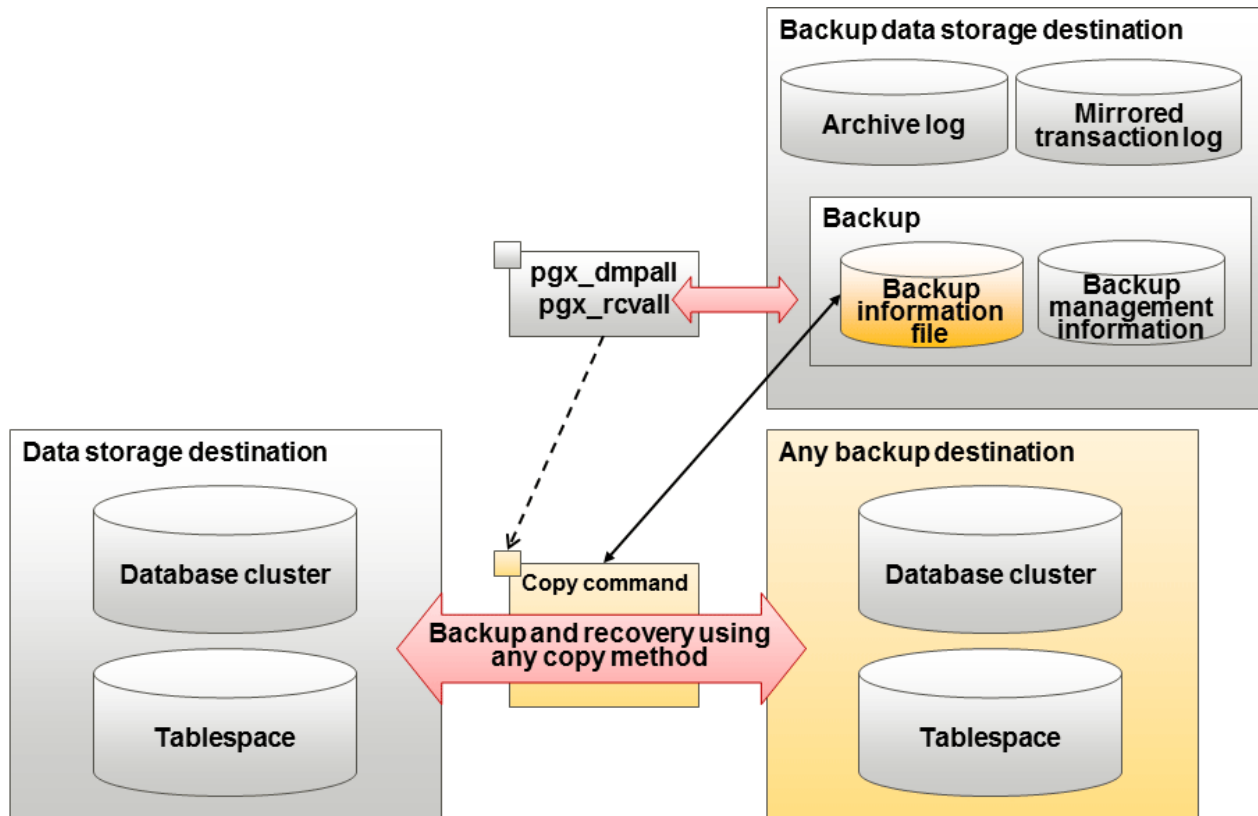 Backup data storage destination
Archive log
Mirrored
transaction log
Backup
pgx_dmpall
pgx_rcvall
Backup
information
file
Backup
management
information
Data storage destination
Any backup destination
Database cluster
Copy command
Database cluster
Backup and recovery using
any copy method
Tablespace
Tablespace